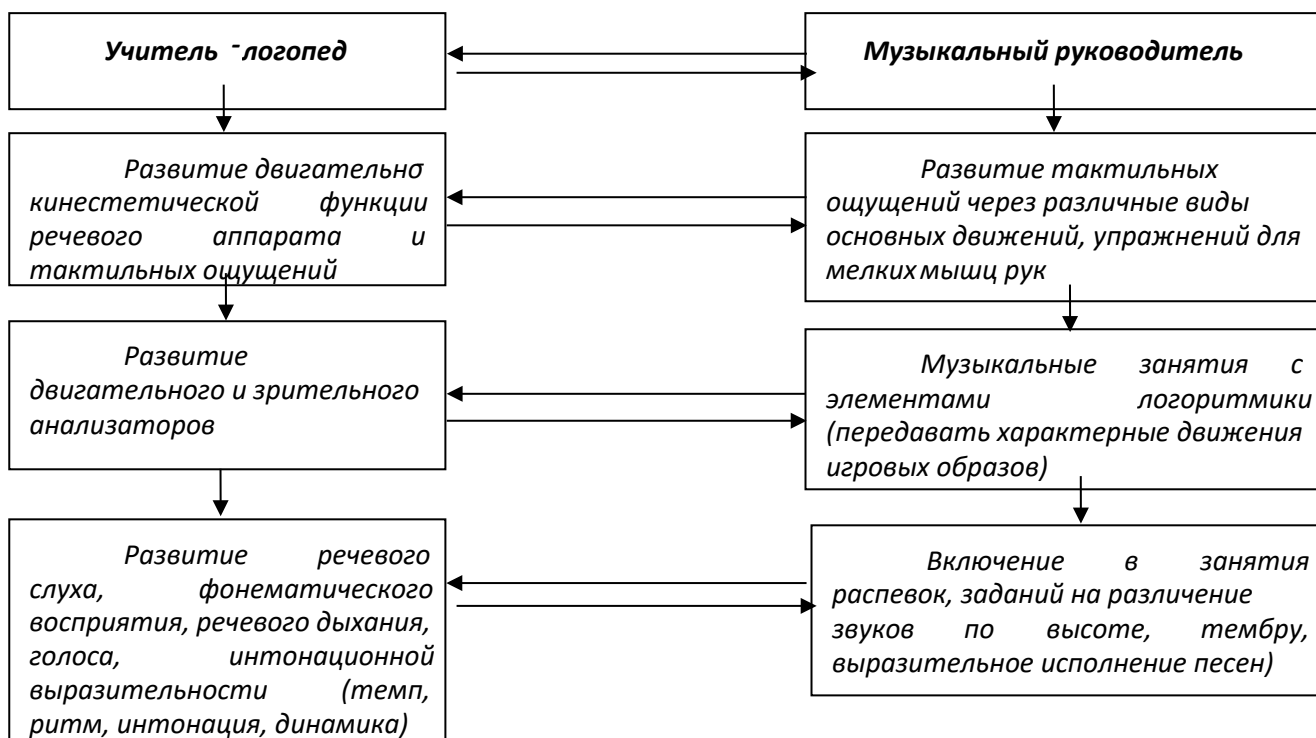 Учитель -логопед
Музыкальный руководитель
Развитие двигательно
кинестетической функции
речевого аппарата и
тактильных ощущений
Развитие тактильных
ощущений через различные виды
основных движений, упражнений для
мелких мышц рук
Развитие
двигательного и зрительного
анализаторов
Музыкальные занятия с
элементами логоритмики
(передавать характерные движения
игровых образов)
Развитие речевого
слуха, фонематического
восприятия, речевого дыхания,
голоса, интонационной
выразительности (темп,
ритм, интонация, динамика)
Включение в занятия
распевок, заданий на различение
звуков по высоте, тембру,
выразительное исполнение песен)